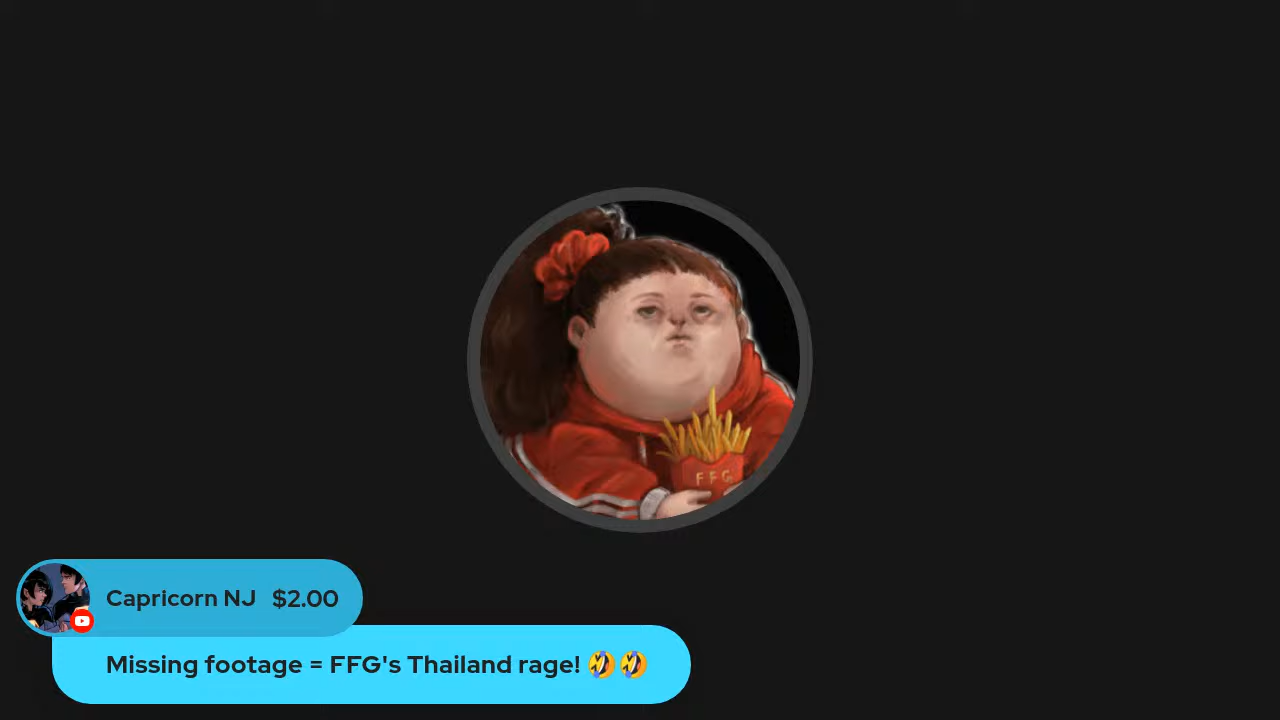 FFG
Capricorn NJ $2.00
Missing footage = FFG's Thailand rage! 🤣🤣